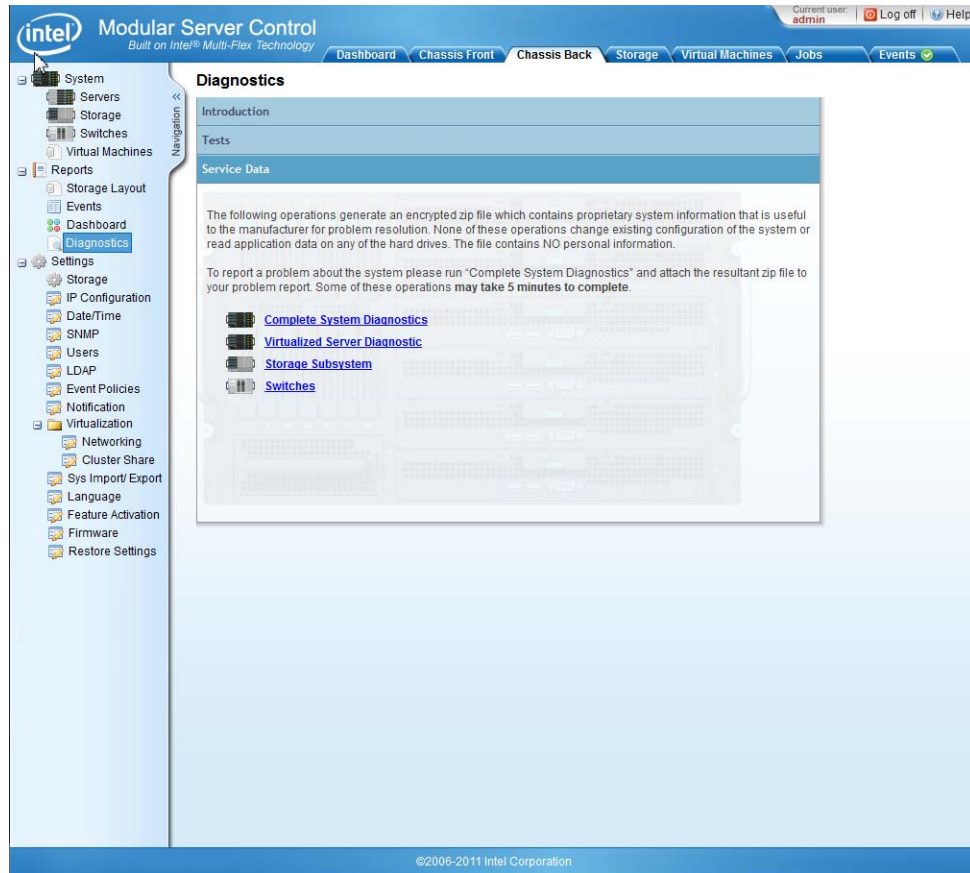 intel
Modular Server Control
Built on Intel® Multi-Flex Technology
Current user:
admin
Log off
Help
Dashboard
Chassis Front
Chassis Back
Storage
Virtual Machines
Jobs
Events
System
Servers
Storage
Switches
Virtual Machines
Reports
Storage Layout
Events
Dashboard
Diagnostics
Settings
Storage
IP Configuration
Date/Time
SNMP
Users
LDAP
Event Policies
Notification
Virtualization
Networking
Cluster Share
Sys Import/ Export
Language
Feature Activation
Firmware
Restore Settings
« Navigation
Diagnostics
Introduction
Tests
Service Data
The following operations generate an encrypted zip file which contains proprietary system information that is useful
to the manufacturer for problem resolution. None of these operations change existing configuration of the system or
read application data on any of the hard drives. The file contains NO personal information.
To report a problem about the system please run “Complete System Diagnostics” and attach the resultant zip file to
your problem report. Some of these operations may take 5 minutes to complete.
Complete System Diagnostics
Virtualized Server Diagnostic
Storage Subsystem
Switches
©2006-2011 Intel Corporation